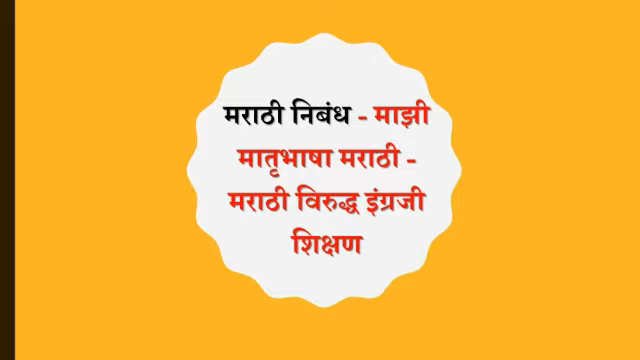 मराठी निबंध - माझी
मातृभाषा मराठी -
मराठी विरुद्ध इंग्रजी
शिक्षण